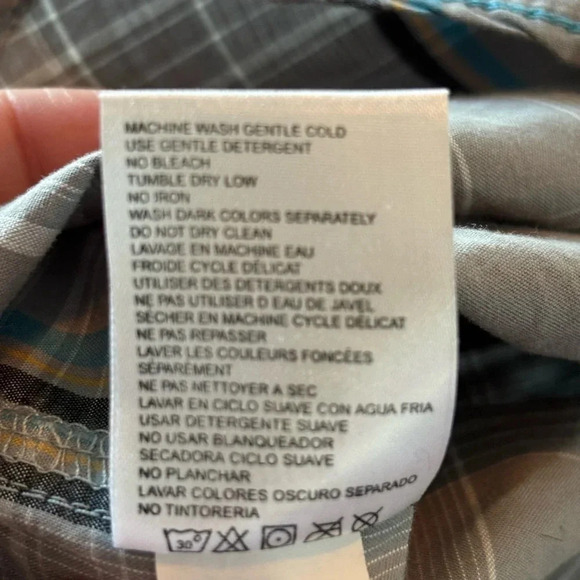 MACHINE WASH GENTLE COLD
USE GENTLE DETERGENT
NO BLEACH
TUMBLE DRY LOW
NO IRON
WASH DARK COLORS SEPARATELY
DO NOT DRY CLEAN
LAVAGE EN MACHINE EAU
FROIDE CYCLE DÉLICAT
UTILISER DES DETERGENTS DOUX
NE PAS UTILISER D EAU DE JAVEL
SÉCHER EN MACHINE CYCLE DÉLICAT
NE PAS REPASSER
LAVER LES COULEURS FONCÉES
SÉPARÉMENT
NE PAS NETTOYER A SEC
LAVAR EN CICLO SUAVE CON AGUA FRIA
USAR DETERGENTE SUAVE
NO USAR BLANQUEADOR
SECADORA CICLO SUAVE
NO PLANCHAR
LAVAR COLORES OSCURO SEPARADO
NO TINTORERIA
30°